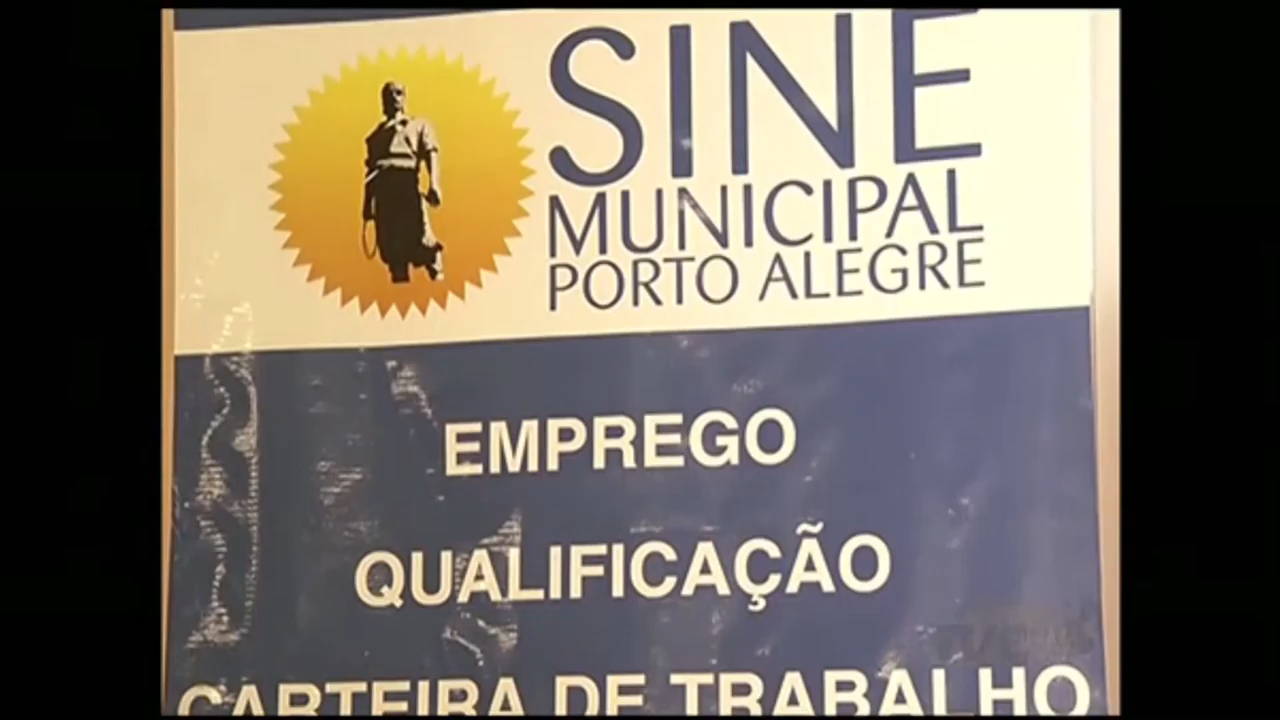 SINE
MUNICIPAL
PORTO ALEGRE
EMPREGO
QUALIFICAÇÃO
CARTEIRA DE TRABALHO